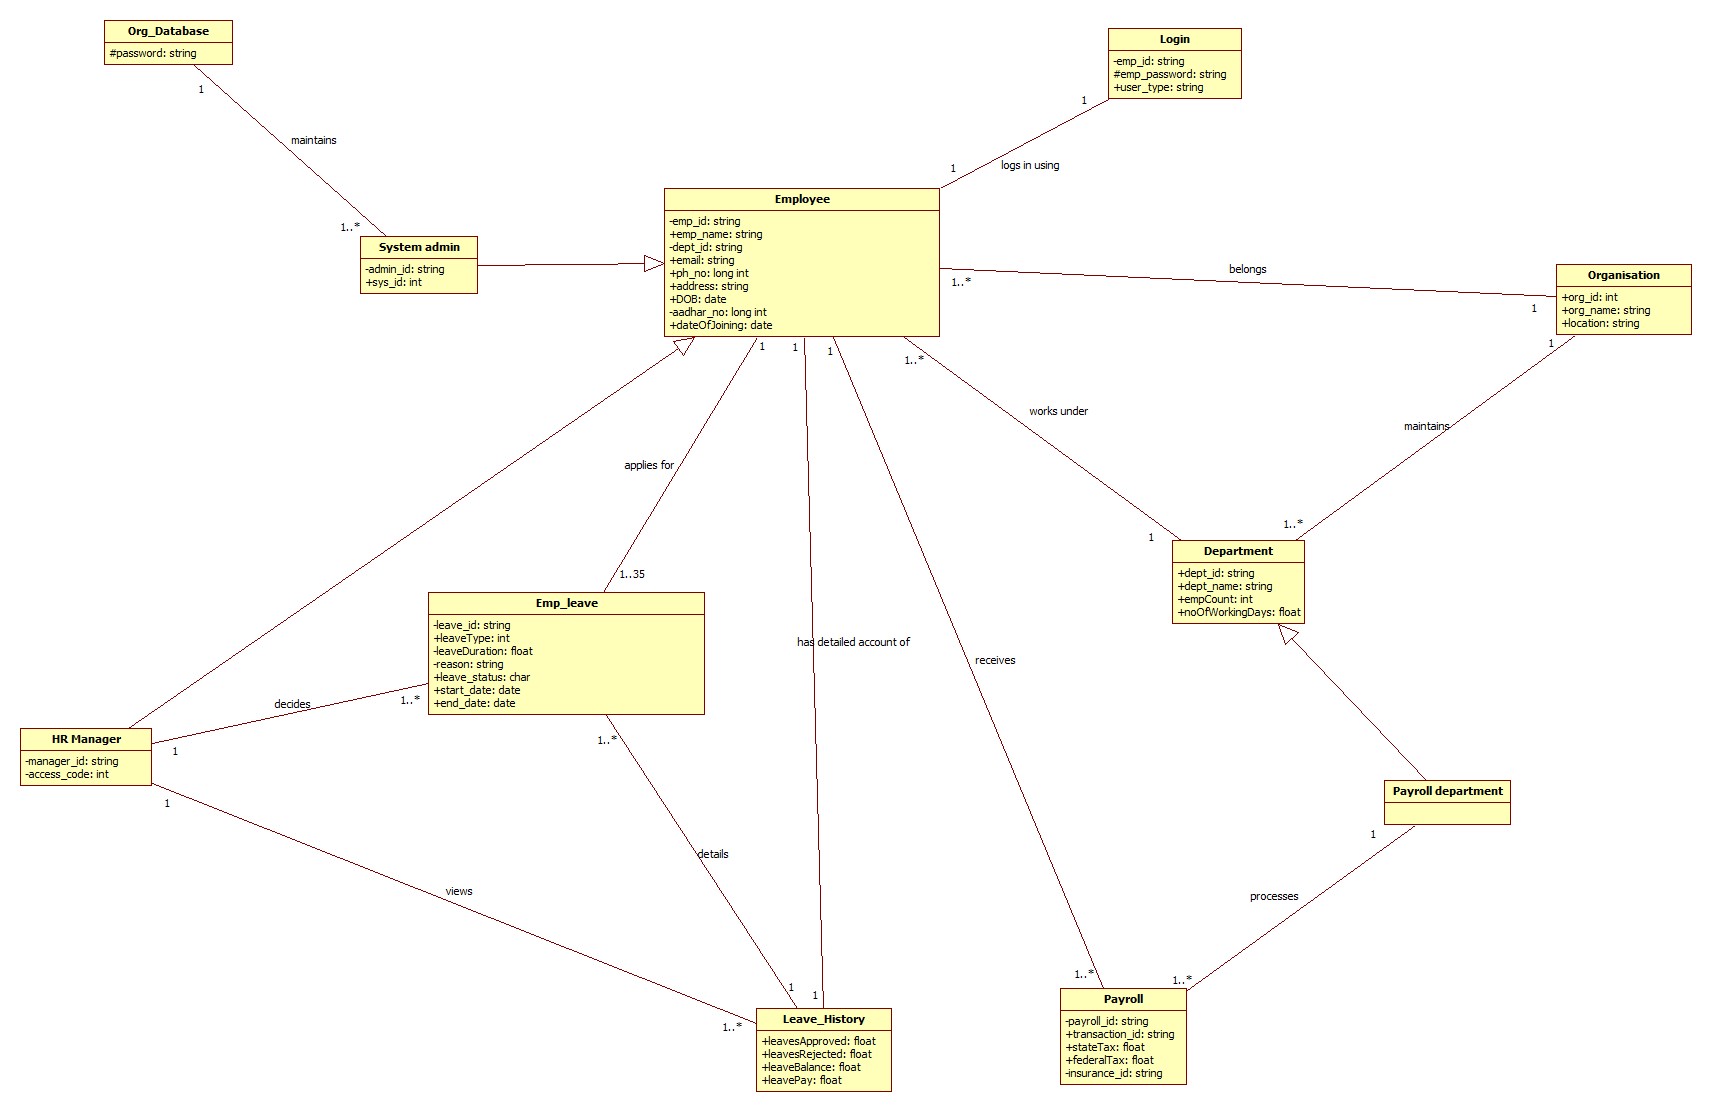 Org_Database
#password: string
1
maintains
1..*
System admin
-admin_id: string
+sys_id: int
Login
-emp_id: string
#emp_password: string
+user_type: string
1
logs in using
1
Employee
-emp_id: string
+emp_name: string
-dept_id: string
+email: string
+ph_no: long int
+address: string
+DOB: date
-aadhar_no: long int
+dateOfJoining: date
belongs
1..*
1
Organisation
+org_id: int
+org_name: string
+location: string
1
1
1
1..*
1
works under
maintains
applies for
1..*
1
1..35
Department
+dept_id: string
+dept_name: string
+empCount: int
+noOfWorkingDays: float
Emp_leave
-leave_id: string
+leaveType: int
-leaveDuration: float
-reason: string
+leave_status: char
+start_date: date
+end_date: date
has detailed account of
receives
decides
1..*
1
HR Manager
-manager_id: string
-access_code: int
1..*
1
Payroll department
1
details
views
processes
1..*
1..*
1
1
1..*
Leave_History
+leavesApproved: float
+leavesRejected: float
+leaveBalance: float
+leavePay: float
Payroll
-payroll_id: string
+transaction_id: string
+stateTax: float
+federalTax: float
-insurance_id: string